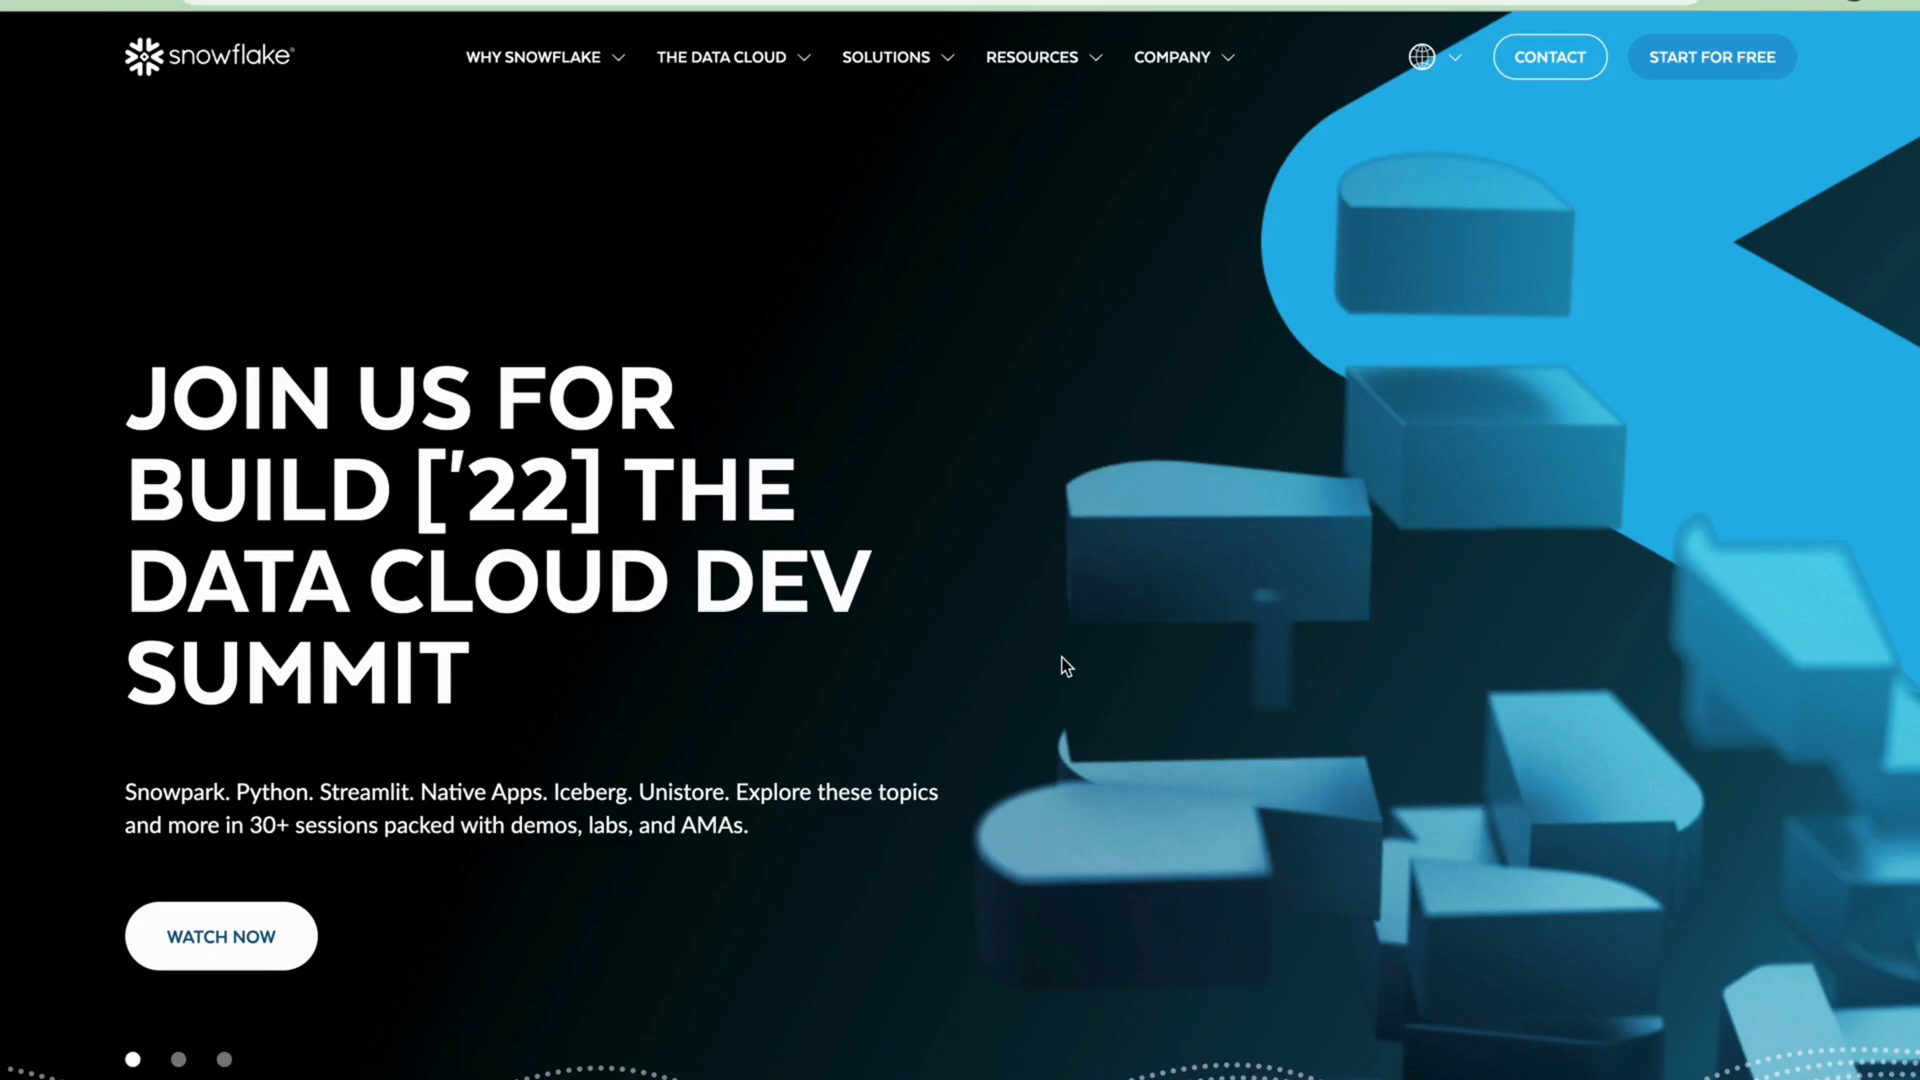 snowflake®
WHY SNOWFLAKE
THE DATA CLOUD
SOLUTIONS
RESOURCES
COMPANY
CONTACT
START FOR FREE
JOIN US FOR
BUILD ['22] THE
DATA CLOUD DEV
SUMMIT
Snowpark. Python. Streamlit. Native Apps. Iceberg. Unistore. Explore these topics
and more in 30+ sessions packed with demos, labs, and AMAs.
WATCH NOW